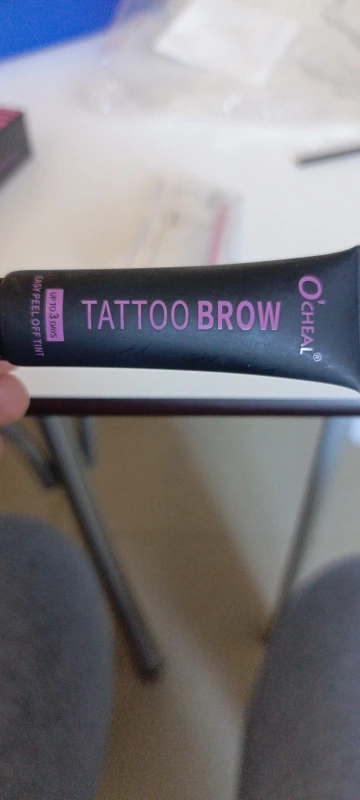 O'CHEAL®
TATTOO BROW
UP TO 3 DAYS
EASY PEEL OFF TINT